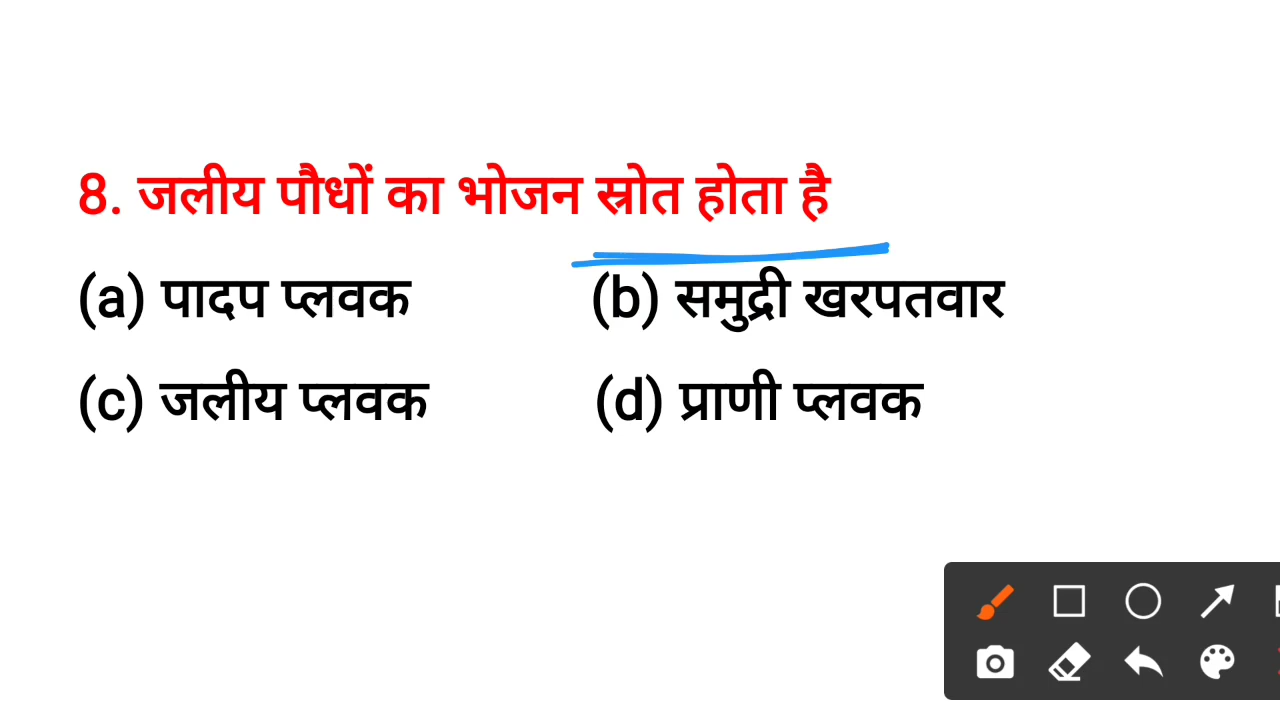 8. जलीय पौधों का भोजन स्रोत होता है
(a) पादप प्लवक (b) समुद्री खरपतवार
(c) जलीय प्लवक (d) प्राणी प्लवक